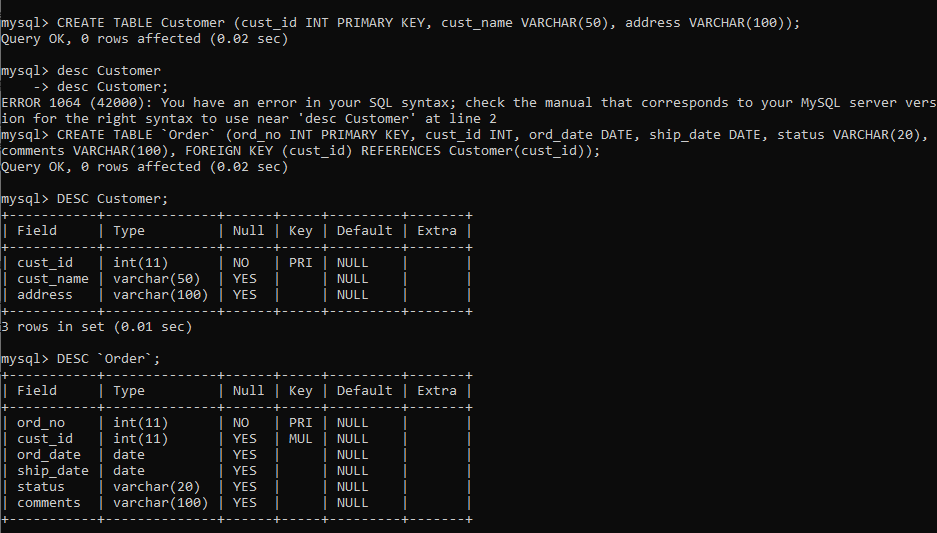 mysql> CREATE TABLE Customer (cust_id INT PRIMARY KEY, cust_name VARCHAR(50), address VARCHAR(100));
Query OK, 0 rows affected (0.02 sec)
mysql> desc Customer
    -> desc Customer;
ERROR 1064 (42000): You have an error in your SQL syntax; check the manual that corresponds to your MySQL server vers
ion for the right syntax to use near 'desc Customer' at line 2
mysql> CREATE TABLE `Order` (ord_no INT PRIMARY KEY, cust_id INT, ord_date DATE, ship_date DATE, status VARCHAR(20),
comments VARCHAR(100), FOREIGN KEY (cust_id) REFERENCES Customer(cust_id));
Query OK, 0 rows affected (0.02 sec)
mysql> DESC Customer;
+-----------+--------------+------+-----+---------+-------+
| Field     | Type         | Null | Key | Default | Extra |
+-----------+--------------+------+-----+---------+-------+
| cust_id   | int(11)      | NO   | PRI | NULL    |       |
| cust_name | varchar(50)  | YES  |     | NULL    |       |
| address   | varchar(100) | YES  |     | NULL    |       |
+-----------+--------------+------+-----+---------+-------+
3 rows in set (0.01 sec)
mysql> DESC `Order`;
+-----------+--------------+------+-----+---------+-------+
| Field     | Type         | Null | Key | Default | Extra |
+-----------+--------------+------+-----+---------+-------+
| ord_no    | int(11)      | NO   | PRI | NULL    |       |
| cust_id   | int(11)      | YES  | MUL | NULL    |       |
| ord_date  | date         | YES  |     | NULL    |       |
| ship_date | date         | YES  |     | NULL    |       |
| status    | varchar(20)  | YES  |     | NULL    |       |
| comments  | varchar(100) | YES  |     | NULL    |       |
+-----------+--------------+------+-----+---------+-------+